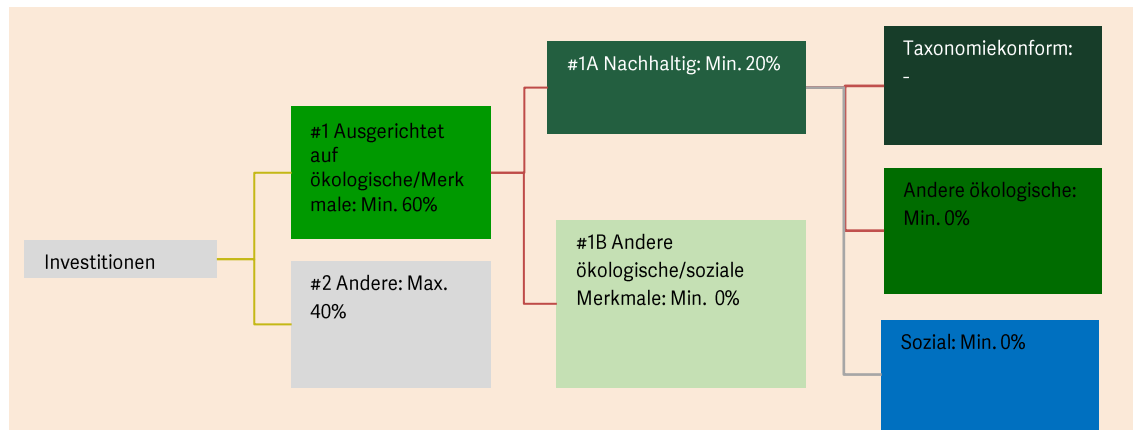 Investitionen
#1 Ausgerichtet
auf
ökologische/Merk
male: Min. 60%
#2 Andere: Max.
40%
#1A Nachhaltig: Min. 20%
#1B Andere
ökologische/soziale
Merkmale: Min.  0%
Taxonomiekonform:
-
Andere ökologische:
Min. 0%
Sozial: Min. 0%